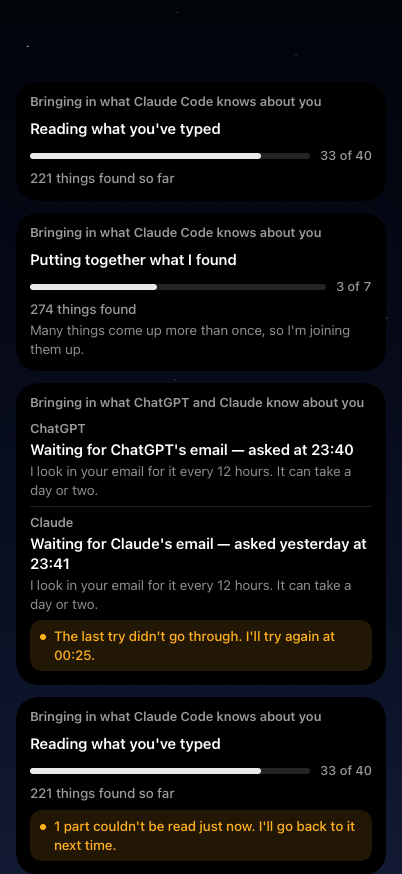 Bringing in what Claude Code knows about you
Reading what you've typed
33 of 40
221 things found so far
Bringing in what Claude Code knows about you
Putting together what I found
3 of 7
274 things found
Many things come up more than once, so I'm joining
them up.
Bringing in what ChatGPT and Claude know about you
ChatGPT
Waiting for ChatGPT's email — asked at 23:40
I look in your email for it every 12 hours. It can take a
day or two.
Claude
Waiting for Claude's email — asked yesterday at
23:41
I look in your email for it every 12 hours. It can take a
day or two.
The last try didn't go through. I'll try again at
00:25.
Bringing in what Claude Code knows about you
Reading what you've typed
33 of 40
221 things found so far
1 part couldn't be read just now. I'll go back to it
next time.